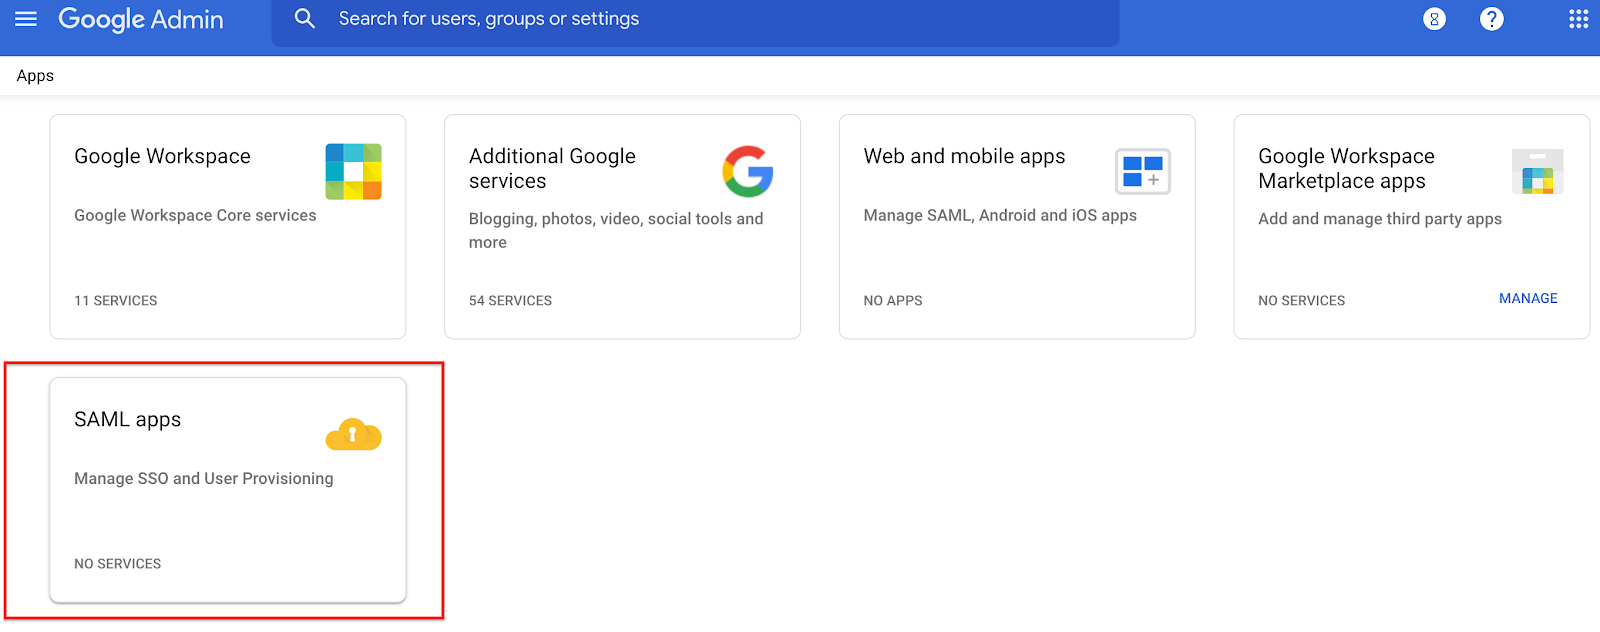 Google Admin
Search for users, groups or settings
Apps
Google Workspace
Google Workspace Core services
11 SERVICES
Additional Google
services
Blogging, photos, video, social tools and
more
54 SERVICES
Web and mobile apps
Manage SAML, Android and iOS apps
NO APPS
Google Workspace
Marketplace apps
Add and manage third party apps
NO SERVICES
MANAGE
SAML apps
Manage SSO and User Provisioning
NO SERVICES